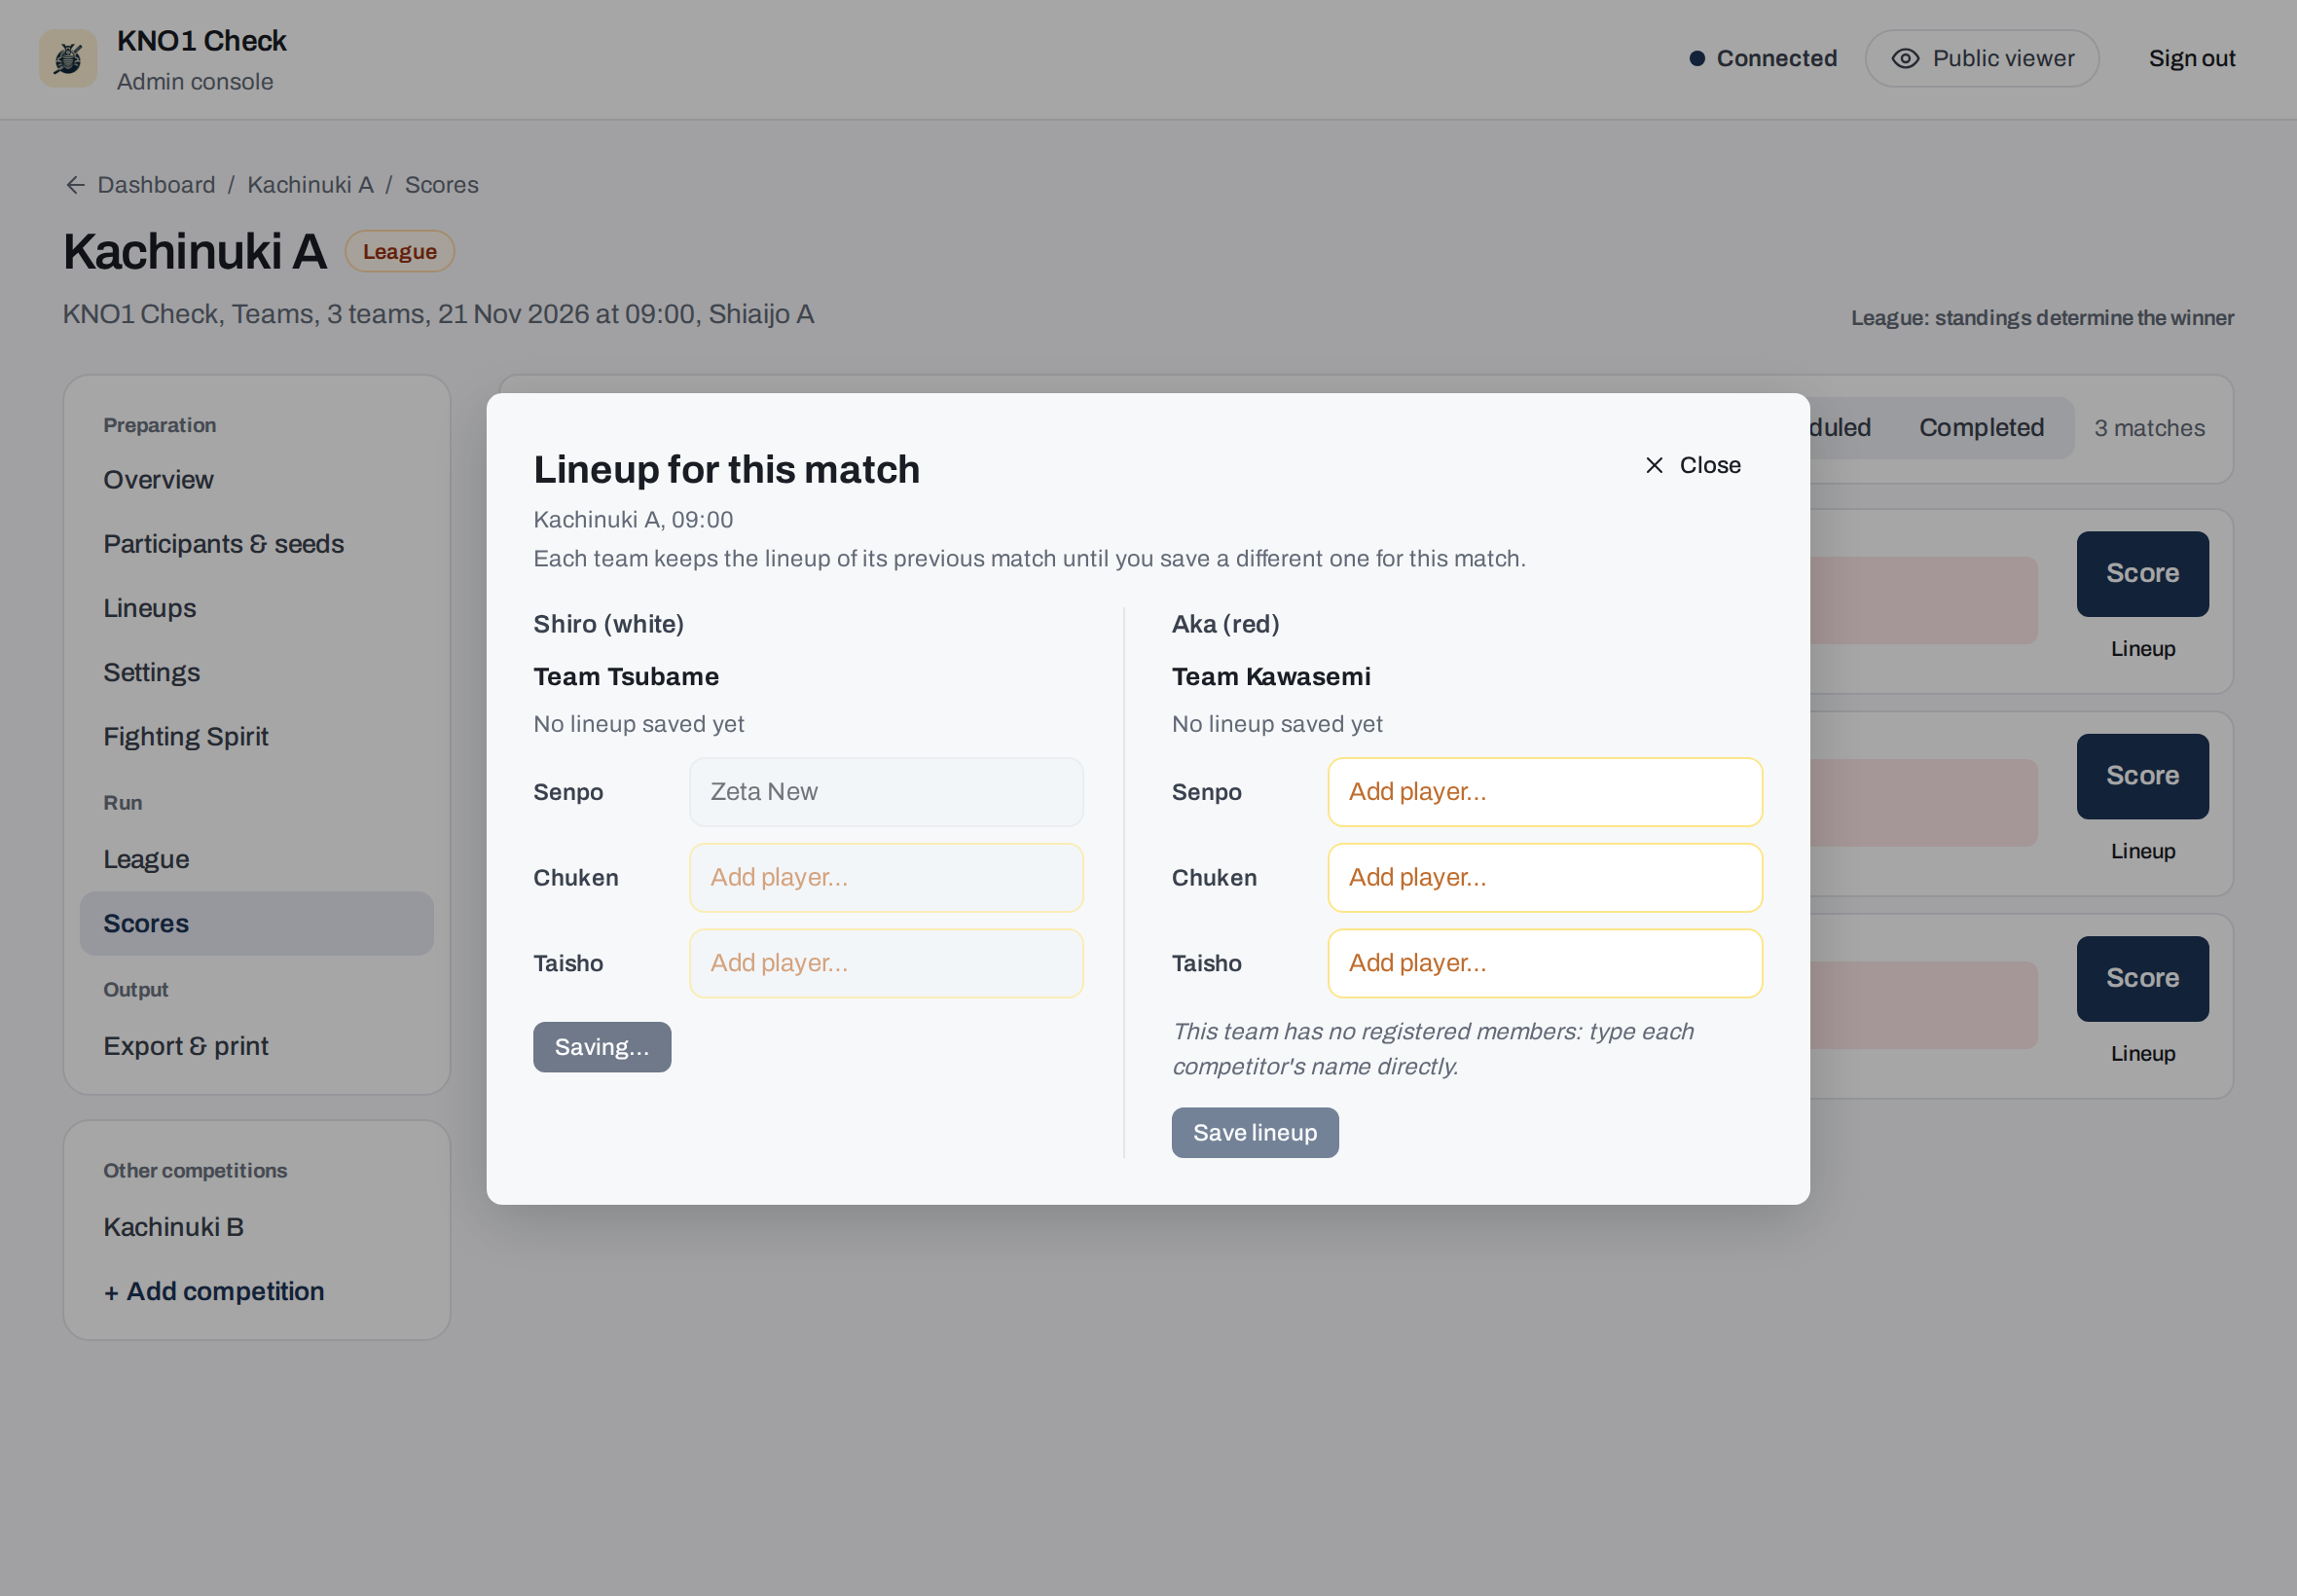 KNO1 Check
Admin console
Connected
Public viewer
Sign out
Dashboard / Kachinuki A / Scores
Kachinuki A
League
KNO1 Check, Teams, 3 teams, 21 Nov 2026 at 09:00, Shiaijo A
League: standings determine the winner
Preparation
Overview
Participants & seeds
Lineups
Settings
Fighting Spirit
Run
League
Scores
Output
Export & print
Other competitions
Kachinuki B
+ Add competition
Lineup for this match
Close
Kachinuki A, 09:00
Each team keeps the lineup of its previous match until you save a different one for this match.
Shiro (white)
Team Tsubame
No lineup saved yet
Senpo
Zeta New
Chuken
Add player...
Taisho
Add player...
Saving...
Aka (red)
Team Kawasemi
No lineup saved yet
Senpo
Add player...
Chuken
Add player...
Taisho
Add player...
This team has no registered members: type each
competitor's name directly.
Save lineup
duled
Completed
3 matches
Score
Lineup
Score
Lineup
Score
Lineup